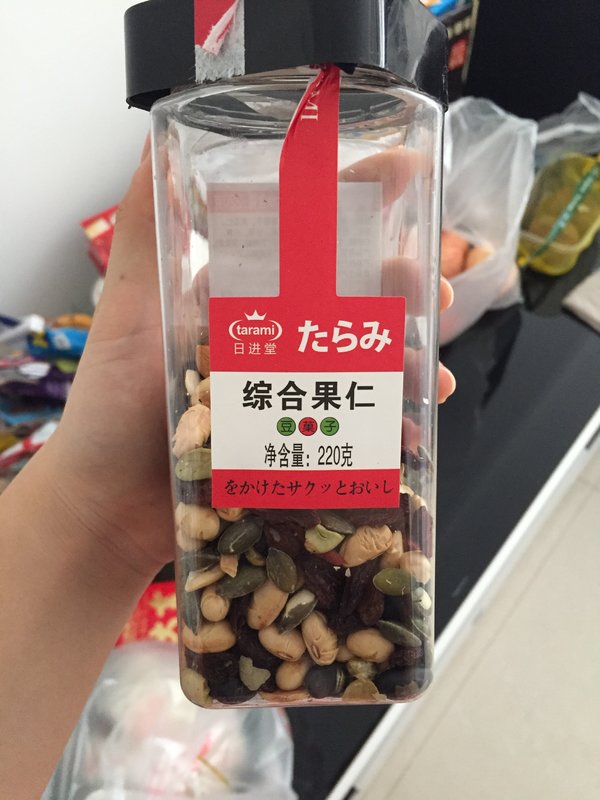 tarami
日进堂
たらみ
综合果仁
豆菓子
净含量：220克
をかけたサクッとおいし